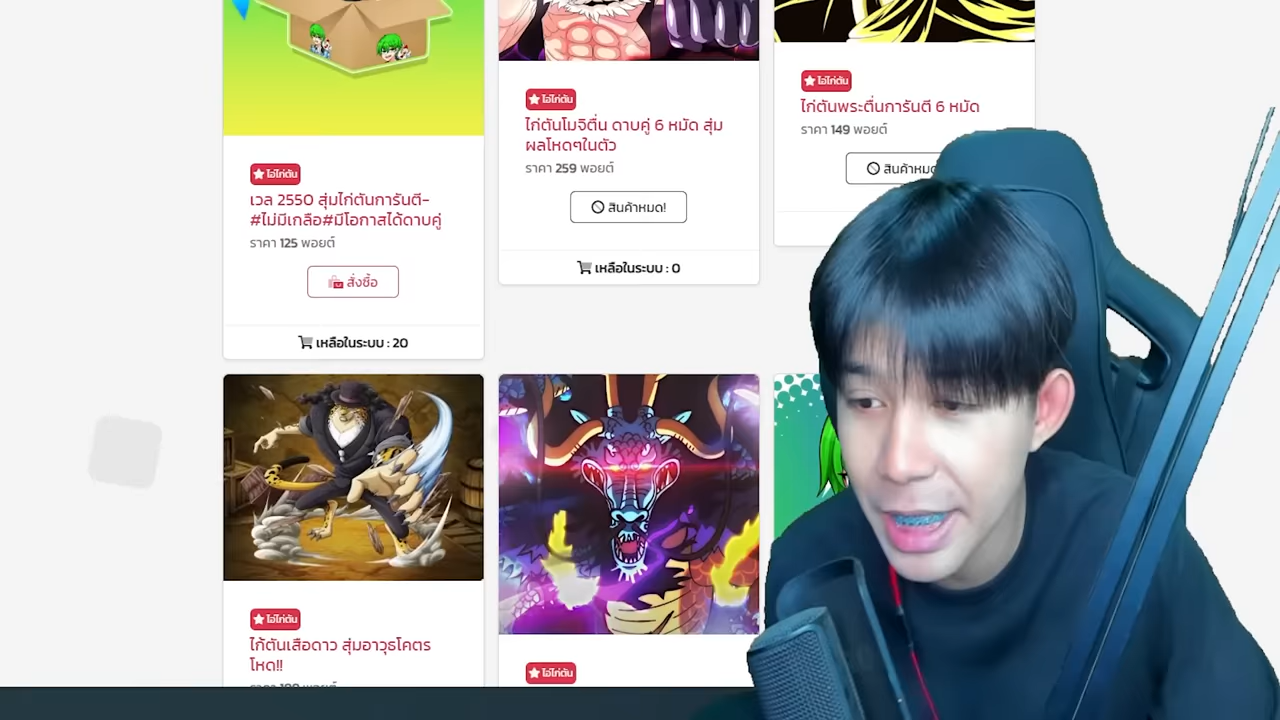 ไอ้ไก่ตัน
เวล 2550 สุ่มไก่ตันการันตี-
#ไม่มีเกลือ#มีโอกาสได้ดาบคู่
ราคา 125 พอยต์
สั่งซื้อ
เหลือในระบบ : 20
ไอ้ไก่ตัน
ไก่ตันโมจิตื่น ดาบคู่ 6 หมัด สุ่ม
ผลโหดๆในตัว
ราคา 259 พอยต์
สินค้าหมด!
เหลือในระบบ : 0
ไอ้ไก่ตัน
ไก่ตันพระตื่นการันตี 6 หมัด
ราคา 149 พอยต์
ไอ้ไก่ตัน
ไก้ตันเสือดาว สุ่มอาวุธโคตร
โหด!!
ไอ้ไก่ตัน